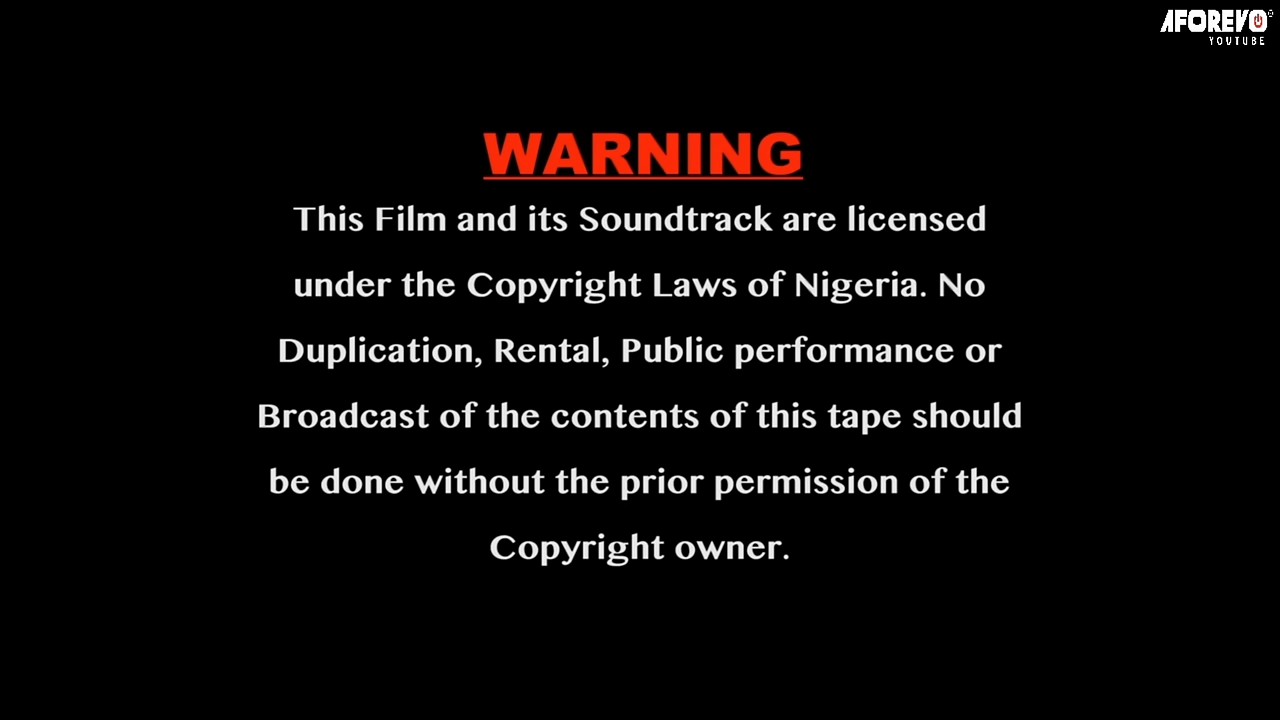 AFOREVO
YOUTUBE
WARNING
This Film and its Soundtrack are licensed
under the Copyright Laws of Nigeria. No
Duplication, Rental, Public performance or
Broadcast of the contents of this tape should
be done without the prior permission of the
Copyright owner.